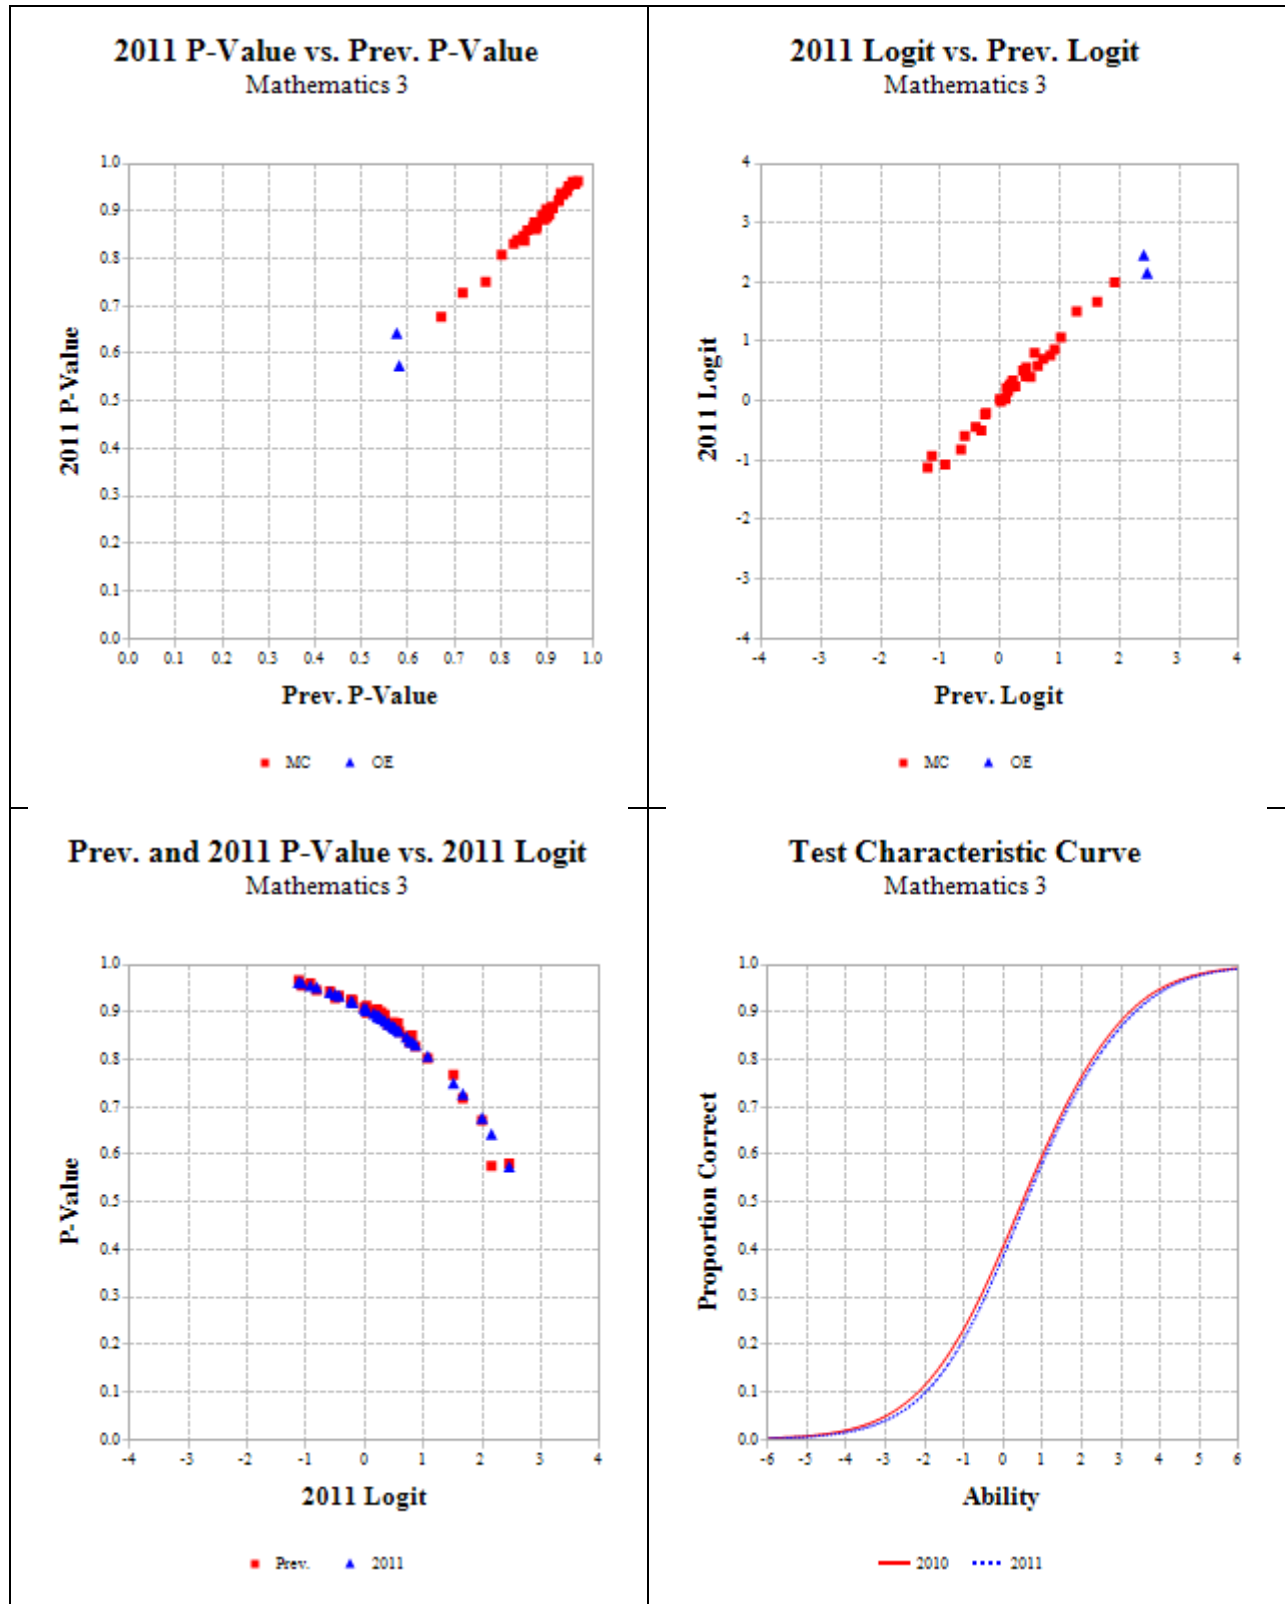 2011 P-Value vs. Prev. P-Value
Mathematics 3
1.0
0.9
0.8
0.7
0.6
0.5
0.4
0.3
0.2
0.1
0.0
2011 P-Value
0.0 0.1 0.2 0.3 0.4 0.5 0.6 0.7 0.8 0.9 1.0
Prev. P-Value
MC OE
2011 Logit vs. Prev. Logit
Mathematics 3
4
3
2
1
0
-1
-2
-3
-4
2011 Logit
-4 -3 -2 -1 0 1 2 3 4
Prev. Logit
MC OE
Prev. and 2011 P-Value vs. 2011 Logit
Mathematics 3
1.0
0.9
0.8
0.7
0.6
0.5
0.4
0.3
0.2
0.1
0.0
P-Value
-4 -3 -2 -1 0 1 2 3 4
2011 Logit
Prev. 2011
Test Characteristic Curve
Mathematics 3
1.0
0.9
0.8
0.7
0.6
0.5
0.4
0.3
0.2
0.1
0.0
Proportion Correct
-6 -5 -4 -3 -2 -1 0 1 2 3 4 5 6
Ability
2010 2011